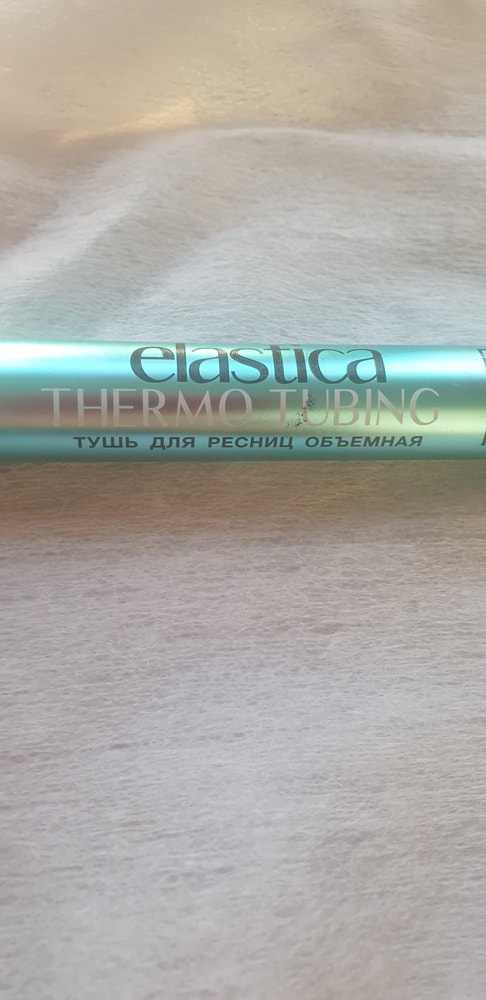 elastica
THERMO TUBING
ТУШЬ ДЛЯ РЕСНИЦ ОБЪЕМНАЯ